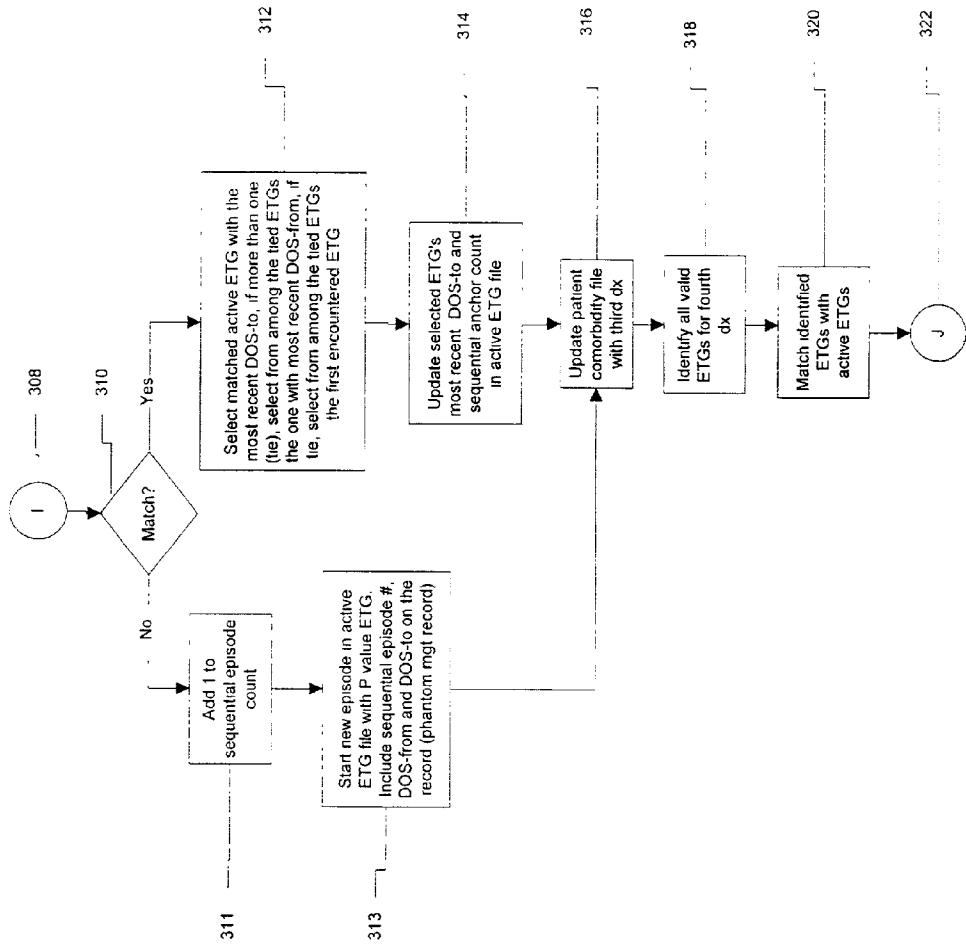 I
308
310
Match?
Yes
No
Select matched active ETG with the
most recent DOS-to, if more than one
(tie), select from among the tied ETGs
the one with most recent DOS-from, if
tie, select from among the tied ETGs
the first encountered ETG
312
Add 1 to
sequential episode
count
311
Update selected ETG's
most recent DOS-to and
sequential anchor count
in active ETG file
314
Start new episode in active
ETG file with P value ETG.
Include sequential episode #,
DOS-from and DOS-to on the
record (phantom mgt record)
313
Update patient
comorbidity file
with third dx
316
Identify all valid
ETGs for fourth
dx
318
Match identified
ETGs with
active ETGs
320
J
322